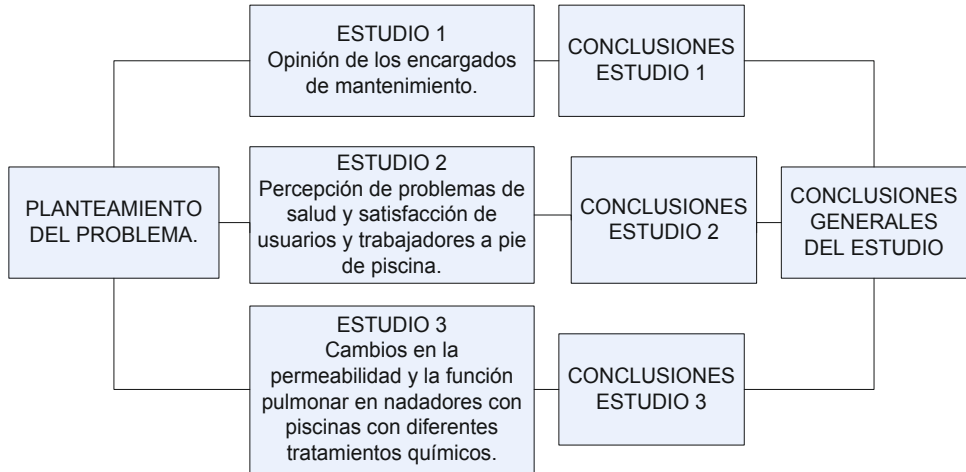 PLANTEAMIENTO
DEL PROBLEMA.
ESTUDIO 1
Opinión de los encargados
de mantenimiento.
CONCLUSIONES
ESTUDIO 1
ESTUDIO 2
Percepción de problemas de
salud y satisfacción de
usuarios y trabajadores a pie
de piscina.
CONCLUSIONES
ESTUDIO 2
ESTUDIO 3
Cambios en la
permeabilidad y la función
pulmonar en nadadores con
piscinas con diferentes
tratamientos químicos.
CONCLUSIONES
ESTUDIO 3
CONCLUSIONES
GENERALES
DEL ESTUDIO